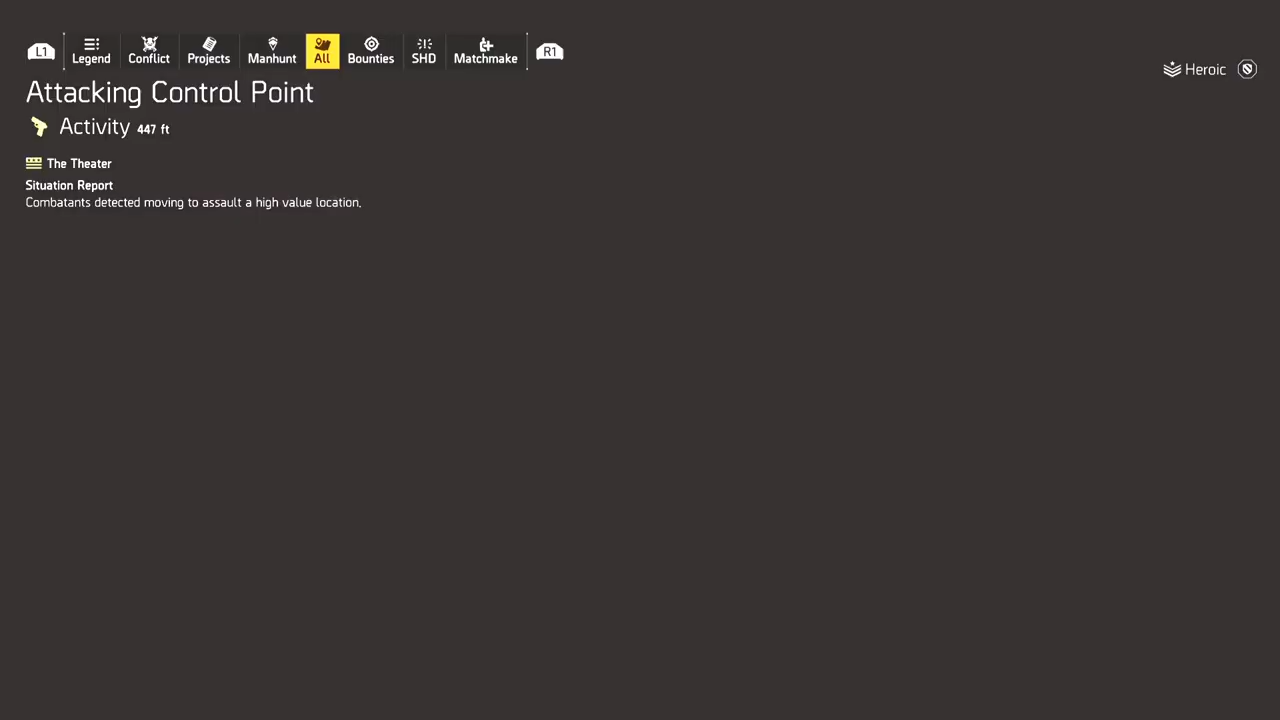 L1 Legend Conflict Projects Manhunt All Bounties SHD Matchmake R1
Heroic
Attacking Control Point
Activity 447 ft
The Theater
Situation Report
Combatants detected moving to assault a high value location.